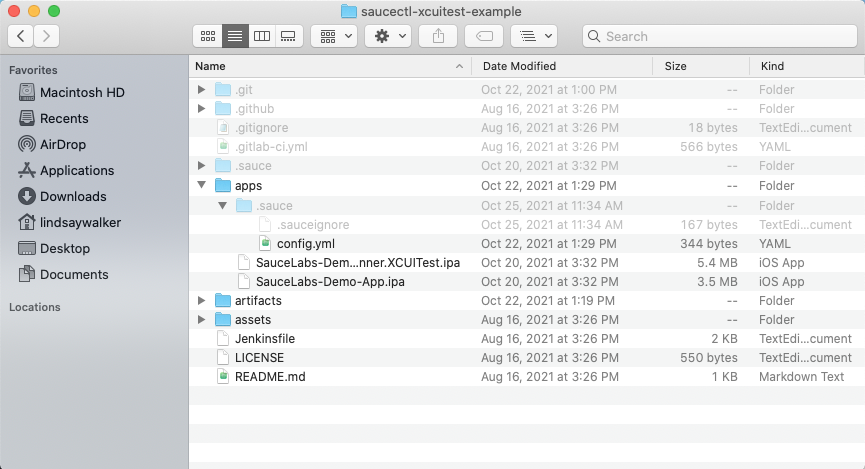 saucectl-xcuitest-example
Search
Favorites
Macintosh HD
Recents
AirDrop
Applications
Downloads
lindsaywalker
Desktop
Documents
Locations
Name Date Modified Size Kind
.git Oct 22, 2021 at 1:00 PM -- Folder
.github Aug 16, 2021 at 3:26 PM -- Folder
.gitignore Aug 16, 2021 at 3:26 PM 18 bytes TextEdi...cument
.gitlab-ci.yml Aug 16, 2021 at 3:26 PM 566 bytes YAML
.sauce Oct 20, 2021 at 3:32 PM -- Folder
apps Oct 22, 2021 at 1:29 PM -- Folder
.sauce Oct 25, 2021 at 11:34 AM -- Folder
.sauceignore Oct 25, 2021 at 11:34 AM 167 bytes TextEdi...cument
config.yml Oct 22, 2021 at 1:29 PM 344 bytes YAML
SauceLabs-Dem...nner.XCUITest.ipa Oct 20, 2021 at 3:32 PM 5.4 MB iOS App
SauceLabs-Demo-App.ipa Oct 20, 2021 at 3:32 PM 3.5 MB iOS App
artifacts Oct 22, 2021 at 1:19 PM -- Folder
assets Aug 16, 2021 at 3:26 PM -- Folder
Jenkinsfile Aug 16, 2021 at 3:26 PM 2 KB TextEdi...cument
LICENSE Aug 16, 2021 at 3:26 PM 550 bytes TextEdi...cument
README.md Aug 16, 2021 at 3:26 PM 1 KB Markdown Text